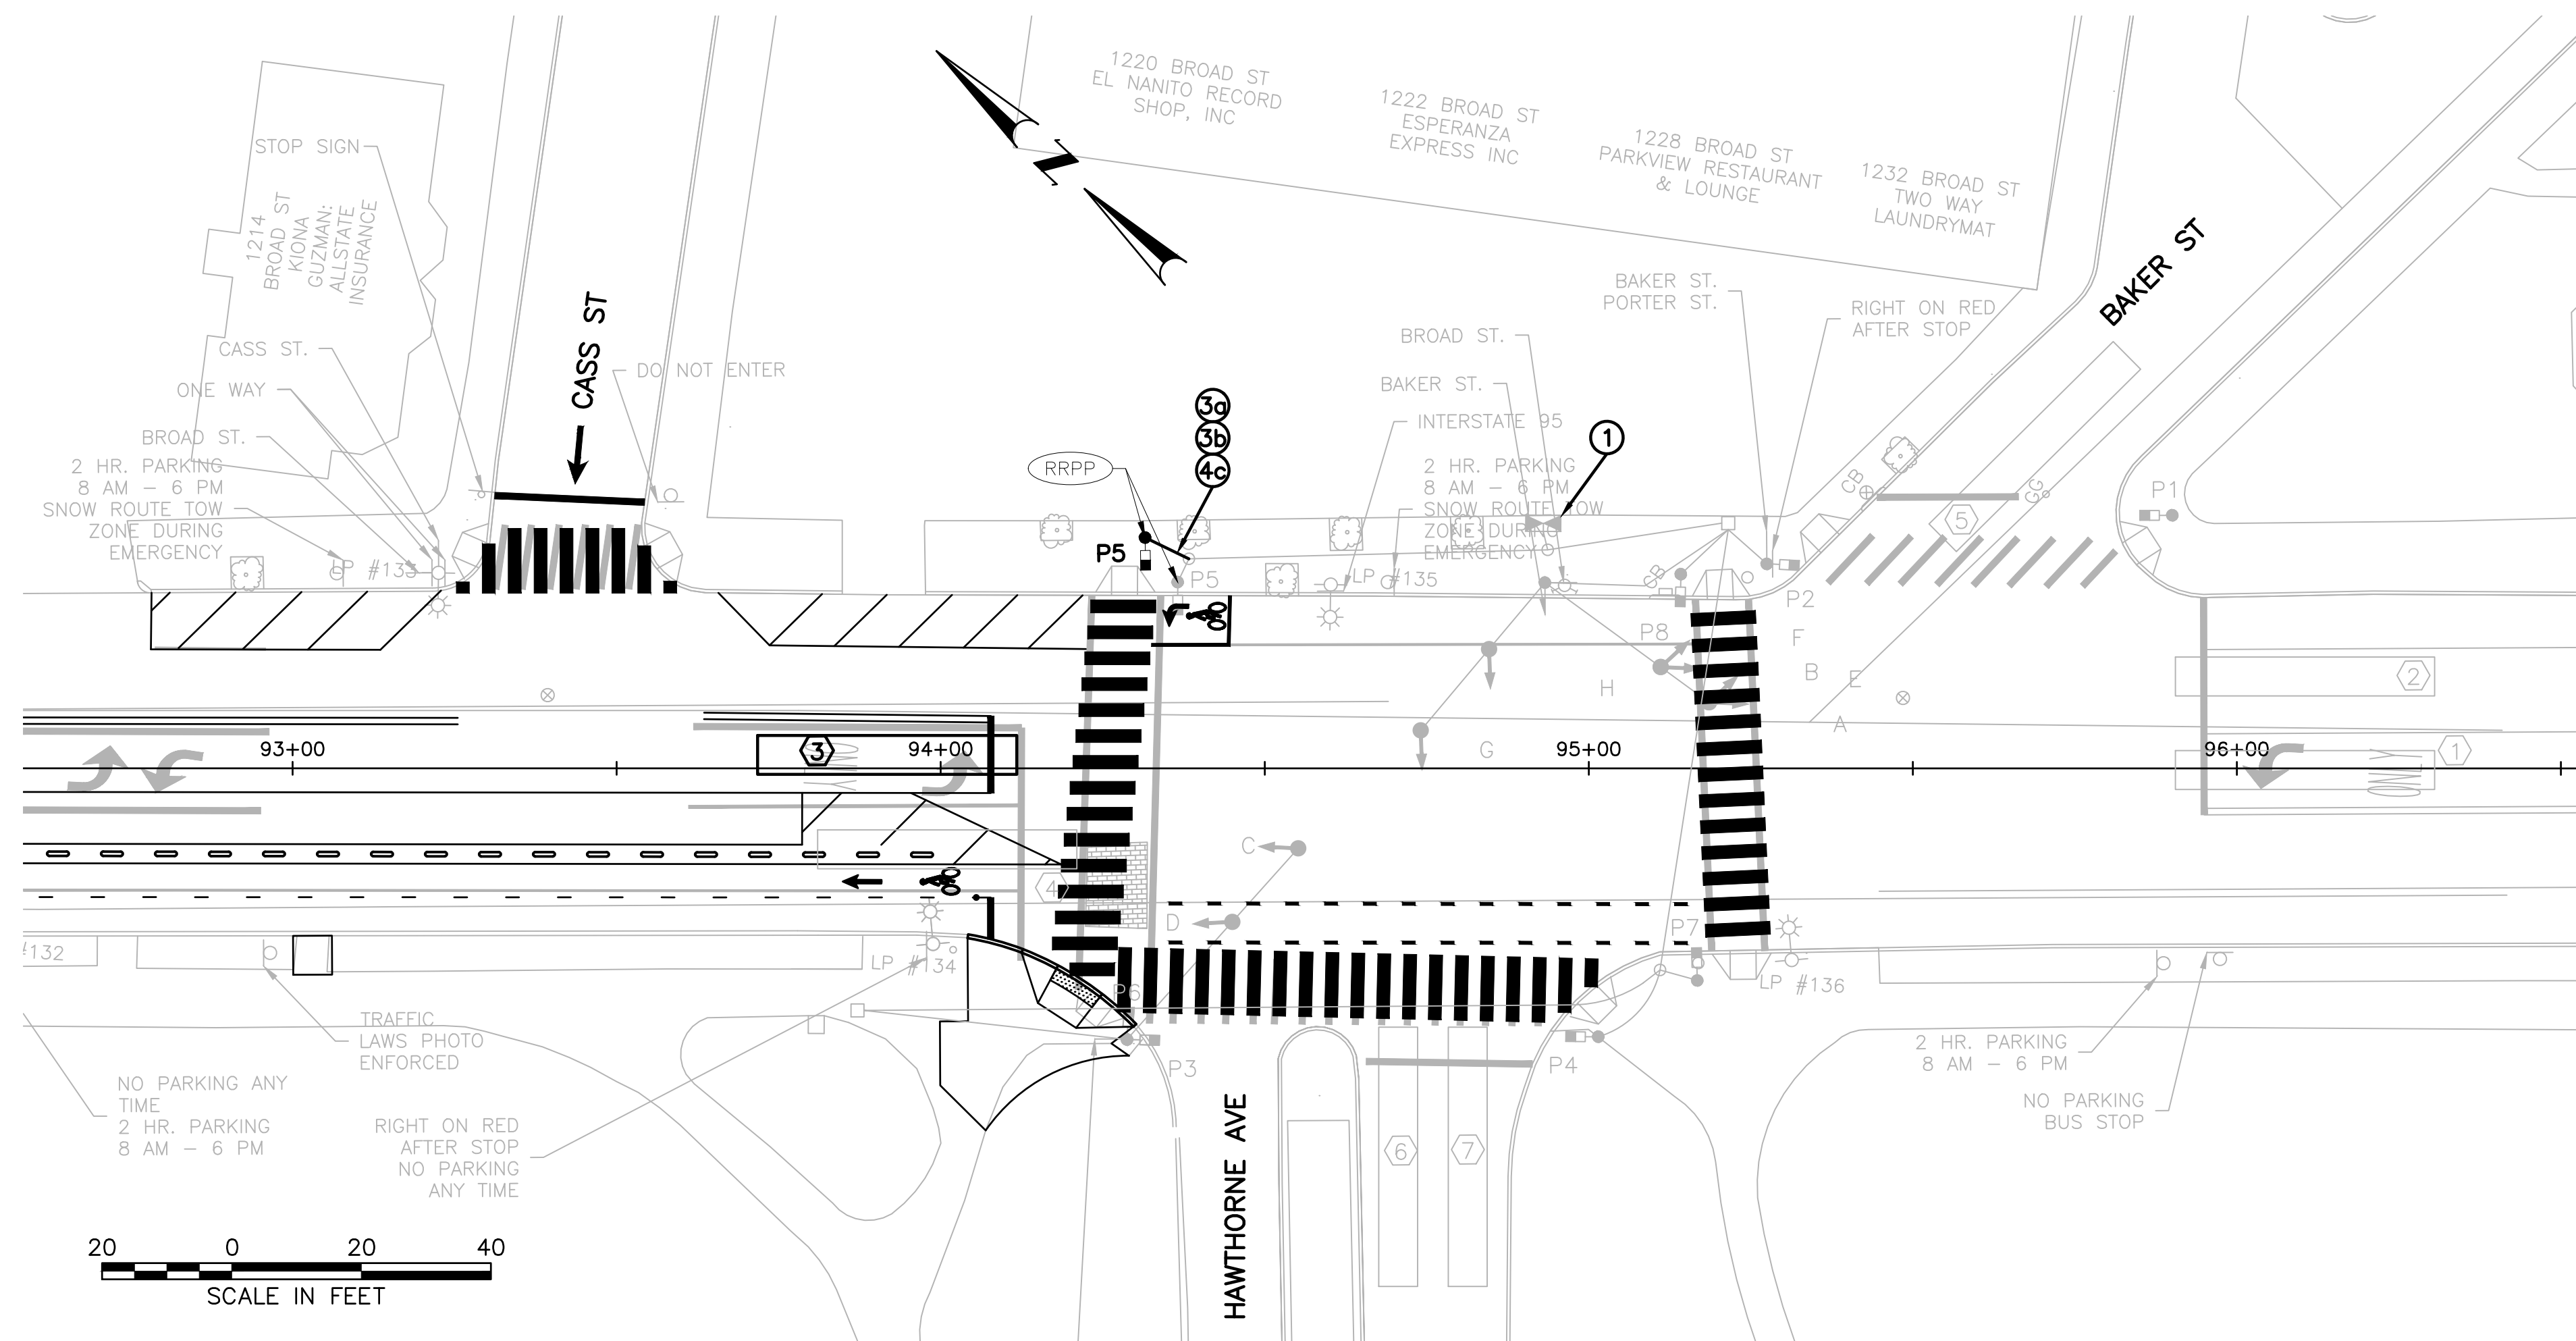 1220 BROAD ST
EL NANITO RECORD
SHOP, INC
1222 BROAD ST
ESPERANZA
EXPRESS INC
1228 BROAD ST
PARKVIEW RESTAURANT
& LOUNGE
1232 BROAD ST
TWO WAY
LAUNDRYMAT
N
STOP SIGN
1214
BROAD ST
KIONA
GUZMAN:
ALLSTATE
INSURANCE
CASS ST.
ONE WAY
BROAD ST.
2 HR. PARKING
8 AM – 6 PM
SNOW ROUTE TOW
ZONE DURING
EMERGENCY
LP #133
CASS ST
DO NOT ENTER
3a
3b
4c
RRPP
P5
P5
BROAD ST.
BAKER ST.
INTERSTATE 95
2 HR. PARKING
8 AM – 6 PM
SNOW ROUTE TOW
ZONE DURING
EMERGENCY
LP #135
1
BAKER ST.
PORTER ST.
RIGHT ON RED
AFTER STOP
BAKER ST
CB
CB
GG
5
P1
P2
P8
F
B
E
A
H
G
2
1
93+00
3
94+00
95+00
96+00
C
D
4
P7
P6
#132
LP #134
LP #136
TRAFFIC
LAWS PHOTO
ENFORCED
NO PARKING ANY
TIME
2 HR. PARKING
8 AM – 6 PM
RIGHT ON RED
AFTER STOP
NO PARKING
ANY TIME
P3
P4
HAWTHORNE AVE
6
7
2 HR. PARKING
8 AM – 6 PM
NO PARKING
BUS STOP
20 0 20 40
SCALE IN FEET